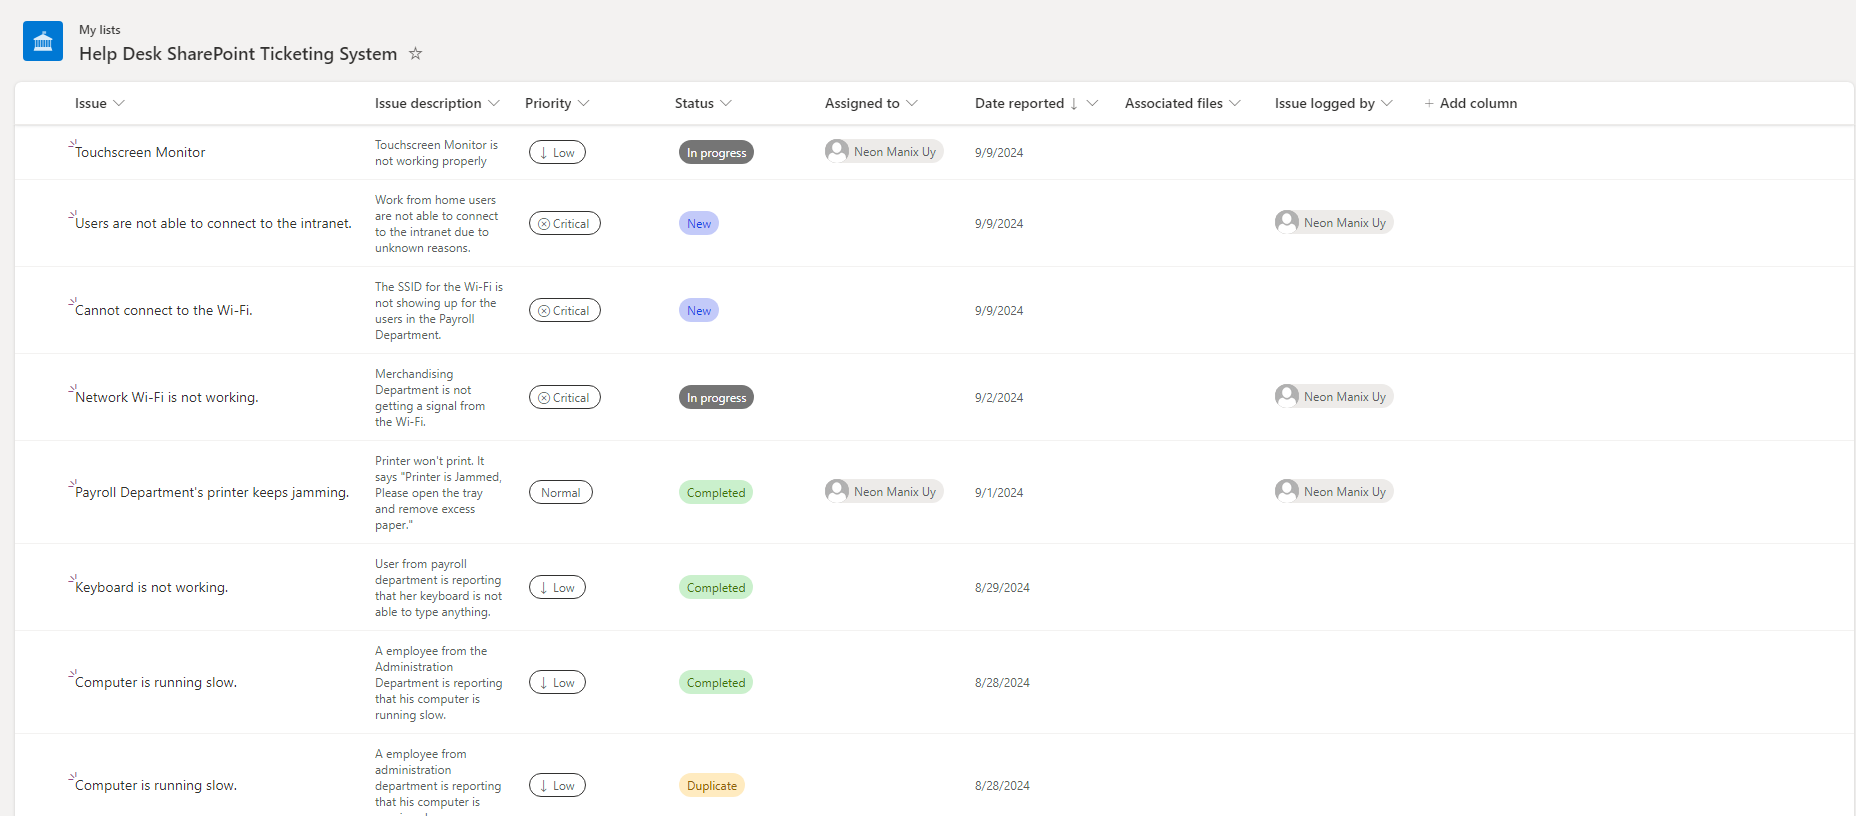 My lists
Help Desk SharePoint Ticketing System
Issue Issue description Priority Status Assigned to Date reported Associated files Issue logged by + Add column
Touchscreen Monitor
Touchscreen Monitor is
not working properly
Low
In progress
Neon Manix Uy
9/9/2024
Users are not able to connect to the intranet.
Work from home users
are not able to connect
to the intranet due to
unknown reasons.
Critical
New
9/9/2024
Neon Manix Uy
Cannot connect to the Wi-Fi.
The SSID for the Wi-Fi is
not showing up for the
users in the Payroll
Department.
Critical
New
9/9/2024
Network Wi-Fi is not working.
Merchandising
Department is not
getting a signal from
the Wi-Fi.
Critical
In progress
9/2/2024
Neon Manix Uy
Payroll Department's printer keeps jamming.
Printer won't print. It
says "Printer is Jammed,
Please open the tray
and remove excess
paper."
Normal
Completed
Neon Manix Uy
9/1/2024
Neon Manix Uy
Keyboard is not working.
User from payroll
department is reporting
that her keyboard is not
able to type anything.
Low
Completed
8/29/2024
Computer is running slow.
A employee from the
Administration
Department is reporting
that his computer is
running slow.
Low
Completed
8/28/2024
Computer is running slow.
A employee from
administration
department is reporting
that his computer is
Low
Duplicate
8/28/2024